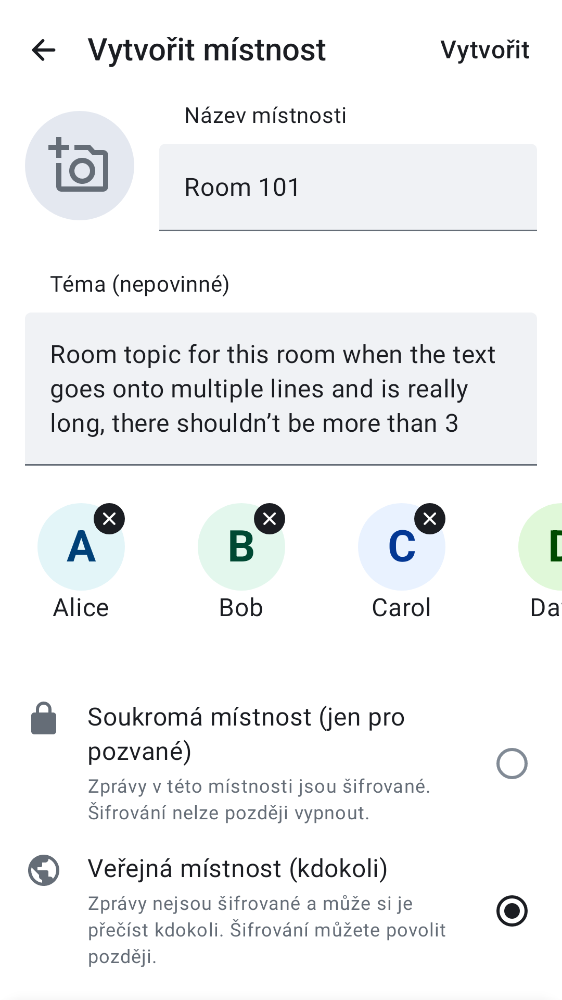 Vytvořit místnost
Vytvořit
Název místnosti
Room 101
Téma (nepovinné)
Room topic for this room when the text
goes onto multiple lines and is really
long, there shouldn’t be more than 3
A
B
C
Alice
Bob
Carol
Soukromá místnost (jen pro
pozvané)
Zprávy v této místnosti jsou šifrované.
Šifrování nelze později vypnout.
Veřejná místnost (kdokoli)
Zprávy nejsou šifrované a může si je
přečíst kdokoli. Šifrování můžete povolit
později.